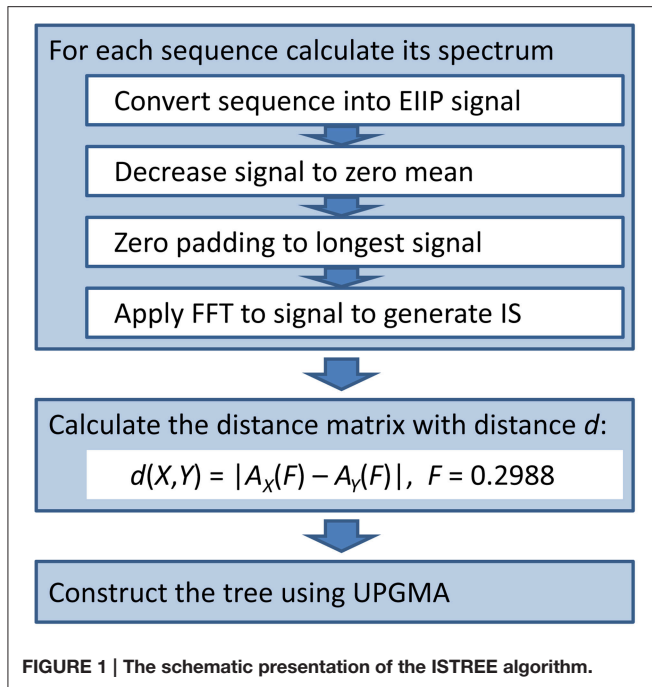 For each sequence calculate its spectrum
Convert sequence into EIIP signal
Decrease signal to zero mean
Zero padding to longest signal
Apply FFT to signal to generate IS
Calculate the distance matrix with distance d:
d(X,Y) = |A_X(F) – A_Y(F)|, F = 0.2988
Construct the tree using UPGMA
FIGURE 1 | The schematic presentation of the ISTREE algorithm.